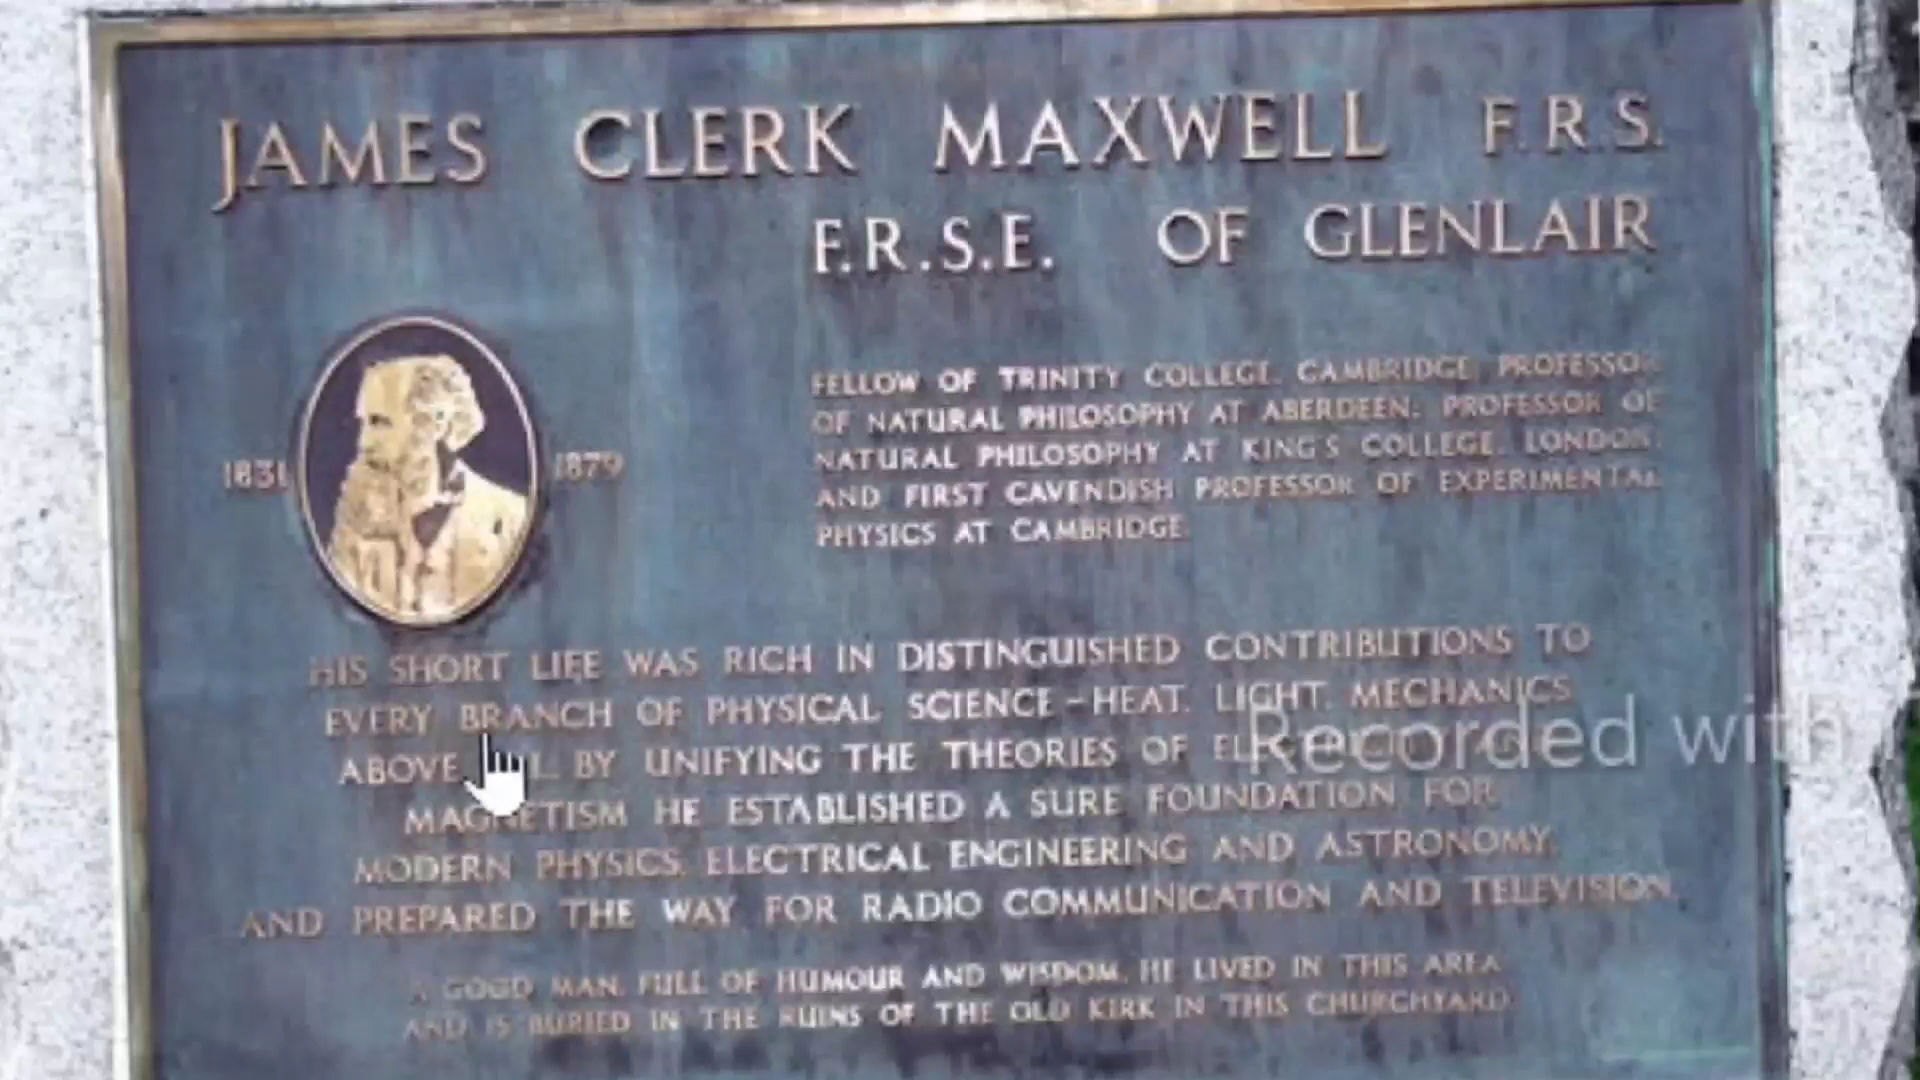 JAMES CLERK MAXWELL F.R.S.
F.R.S.E. OF GLENLAIR
1831 1879
FELLOW OF TRINITY COLLEGE, CAMBRIDGE, PROFESSOR
OF NATURAL PHILOSOPHY AT ABERDEEN, PROFESSOR OF
NATURAL PHILOSOPHY AT KING'S COLLEGE, LONDON,
AND FIRST CAVENDISH PROFESSOR OF EXPERIMENTAL
PHYSICS AT CAMBRIDGE.
HIS SHORT LIFE WAS RICH IN DISTINGUISHED CONTRIBUTIONS TO
EVERY BRANCH OF PHYSICAL SCIENCE - HEAT, LIGHT, MECHANICS
ABOVE BY UNIFYING THE THEORIES OF
MAGNETISM HE ESTABLISHED A SURE FOUNDATION FOR
MODERN PHYSICS, ELECTRICAL ENGINEERING AND ASTRONOMY,
AND PREPARED THE WAY FOR RADIO COMMUNICATION AND TELEVISION.
A GOOD MAN, FULL OF HUMOUR AND WISDOM, HE LIVED IN THIS AREA
AND IS BURIED IN THE RUINS OF THE OLD KIRK IN THIS CHURCHYARD
Recorded with